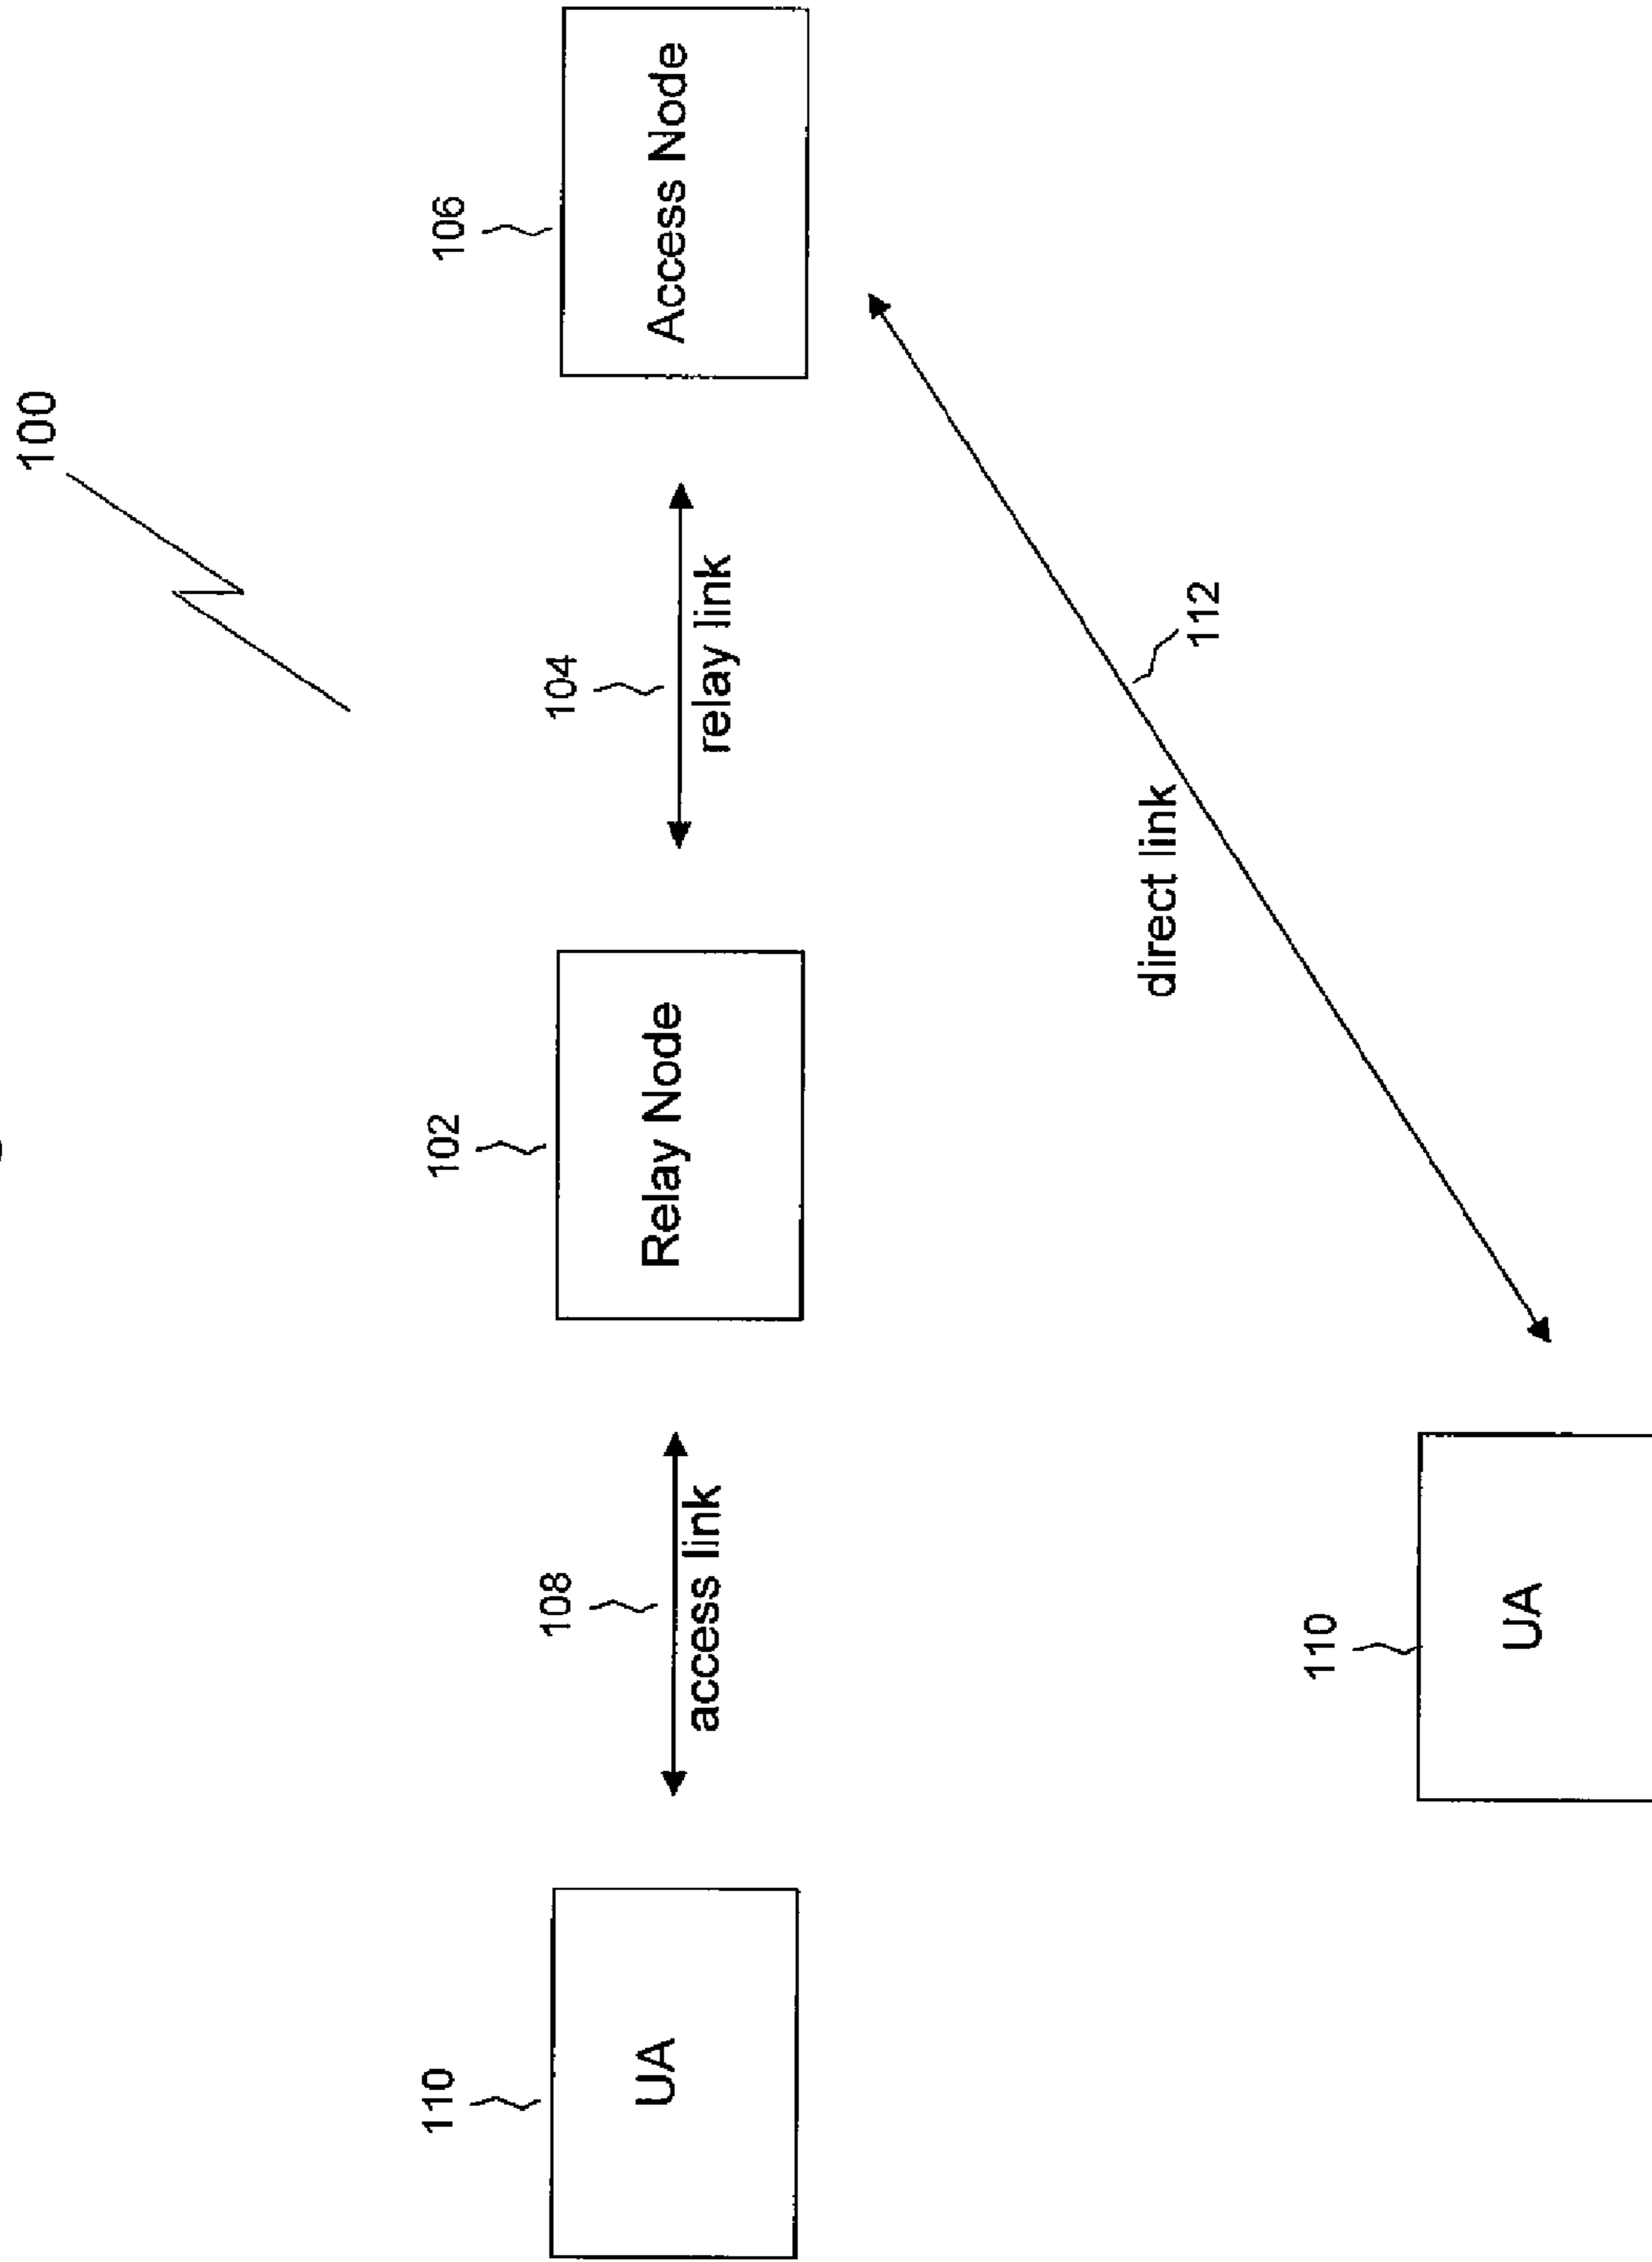 100
110
UA
108
access link
102
Relay Node
104
relay link
106
Access Node
direct link
112
110
UA